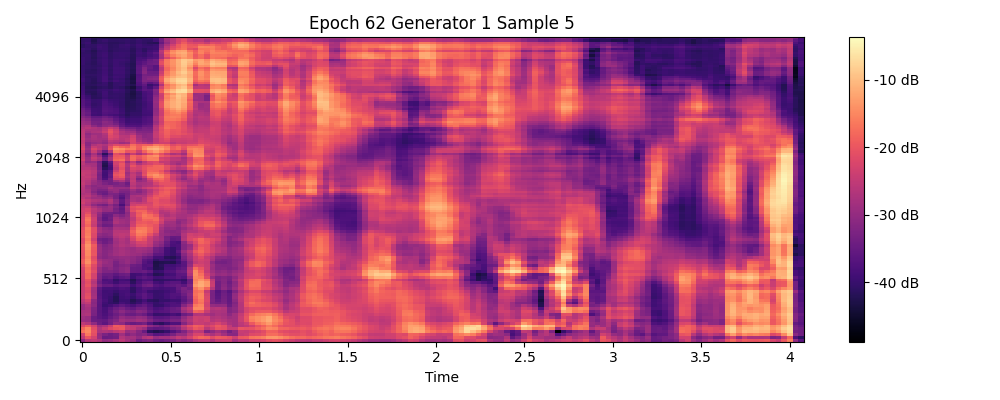 Epoch 62 Generator 1 Sample 5
Hz
4096
2048
1024
512
0
0 0.5 1 1.5 2 2.5 3 3.5 4
Time
-10 dB
-20 dB
-30 dB
-40 dB